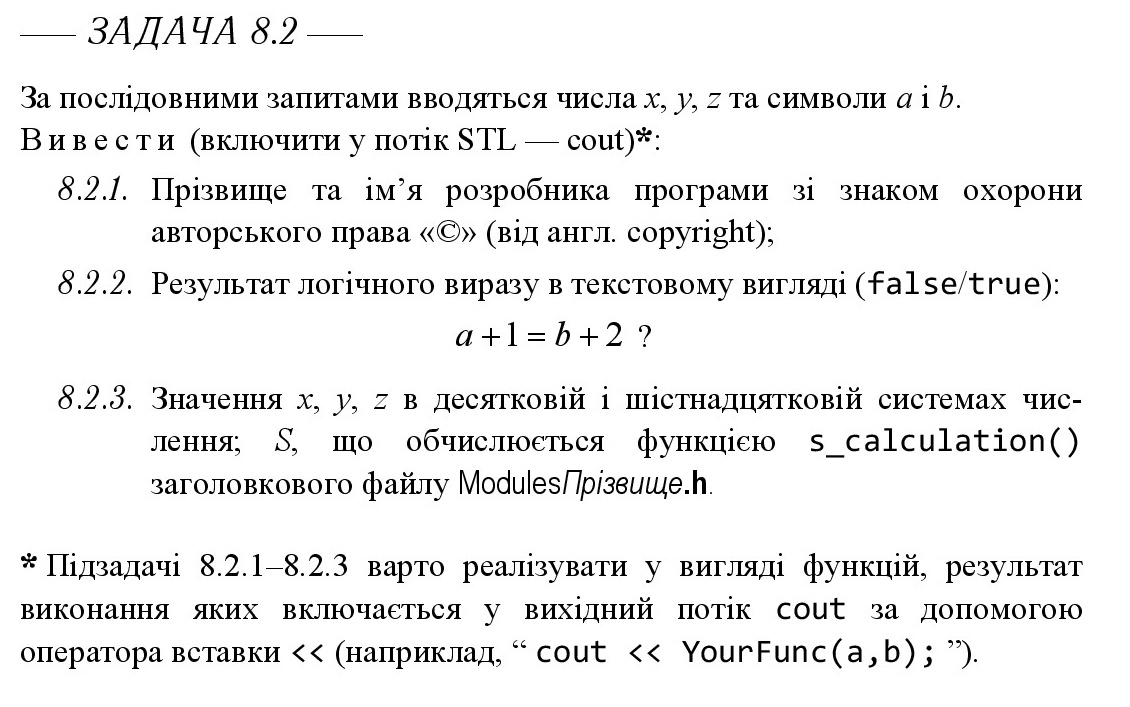 — ЗАДАЧА 8.2 —
За послідовними запитами вводяться числа x, y, z та символи a і b.
Вивести (включити у потік STL — cout)*:
8.2.1. Прізвище та ім’я розробника програми зі знаком охорони
авторського права «©» (від англ. copyright);
8.2.2. Результат логічного виразу в текстовому вигляді (false/true):
a + 1 = b + 2 ?
8.2.3. Значення x, y, z в десятковій і шістнадцятковій системах чис-
лення; S, що обчислюється функцією s_calculation()
заголовкового файлу ModulesПрізвище.h.
* Підзадачі 8.2.1–8.2.3 варто реалізувати у вигляді функцій, результат
виконання яких включається у вихідний потік cout за допомогою
оператора вставки << (наприклад, “ cout << YourFunc(a,b); ”).